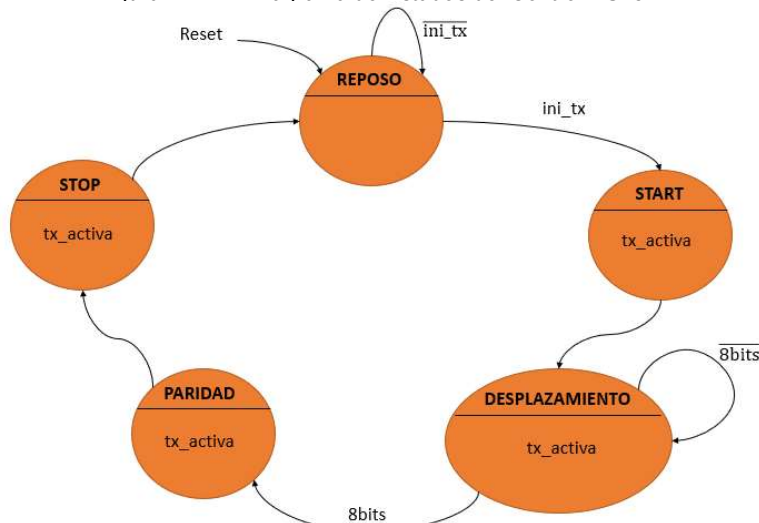 Reset
ini_tx
REPOSO
ini_tx
STOP
tx_activa
START
tx_activa
8bits
PARIDAD
tx_activa
DESPLAZAMIENTO
tx_activa
8bits